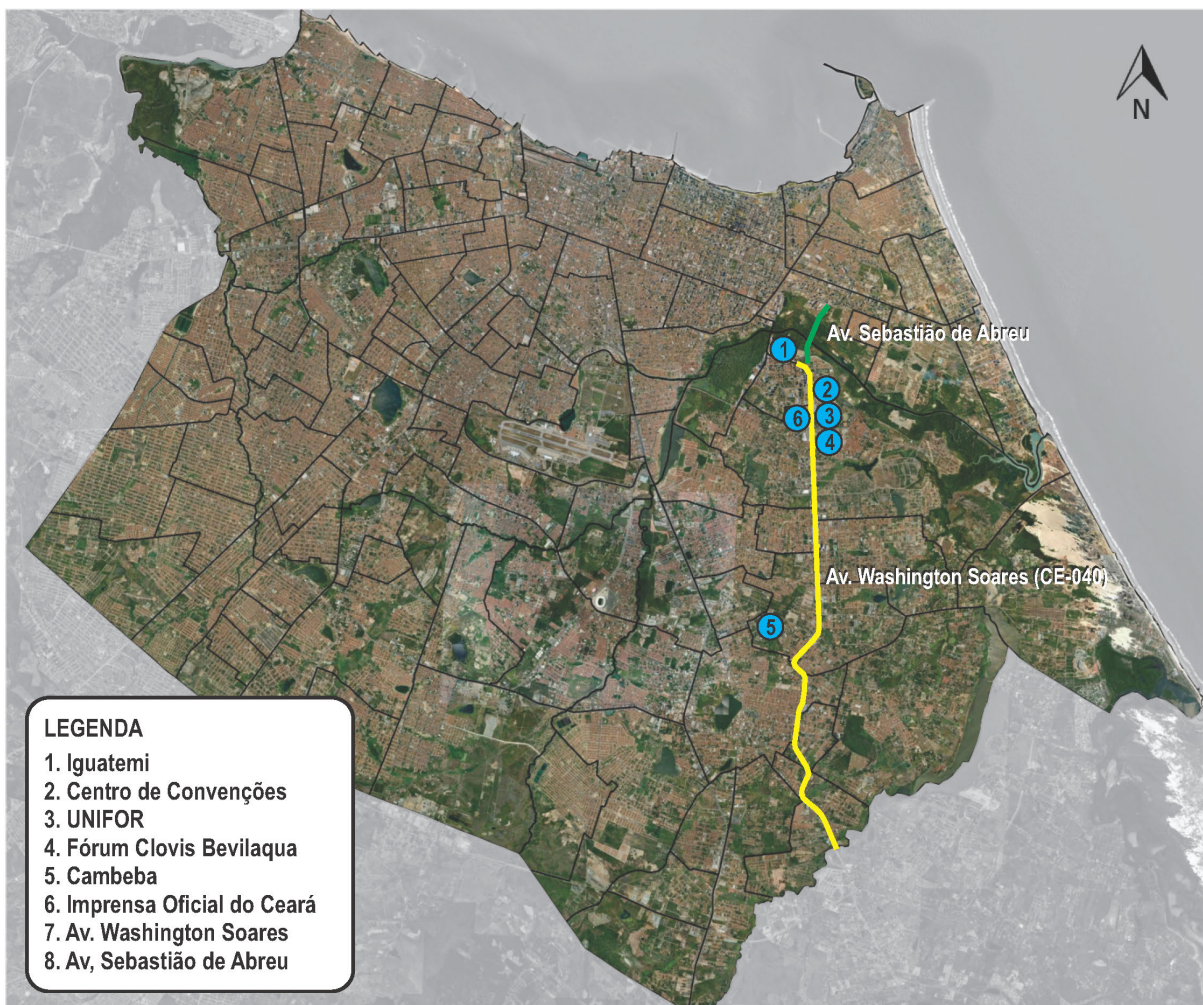 N
Av. Sebastião de Abreu
1
2
6
3
4
Av. Washington Soares (CE-040)
5
LEGENDA
1. Iguatemi
2. Centro de Convenções
3. UNIFOR
4. Fórum Clovis Bevilaqua
5. Cambeba
6. Imprensa Oficial do Ceará
7. Av. Washington Soares
8. Av, Sebastião de Abreu